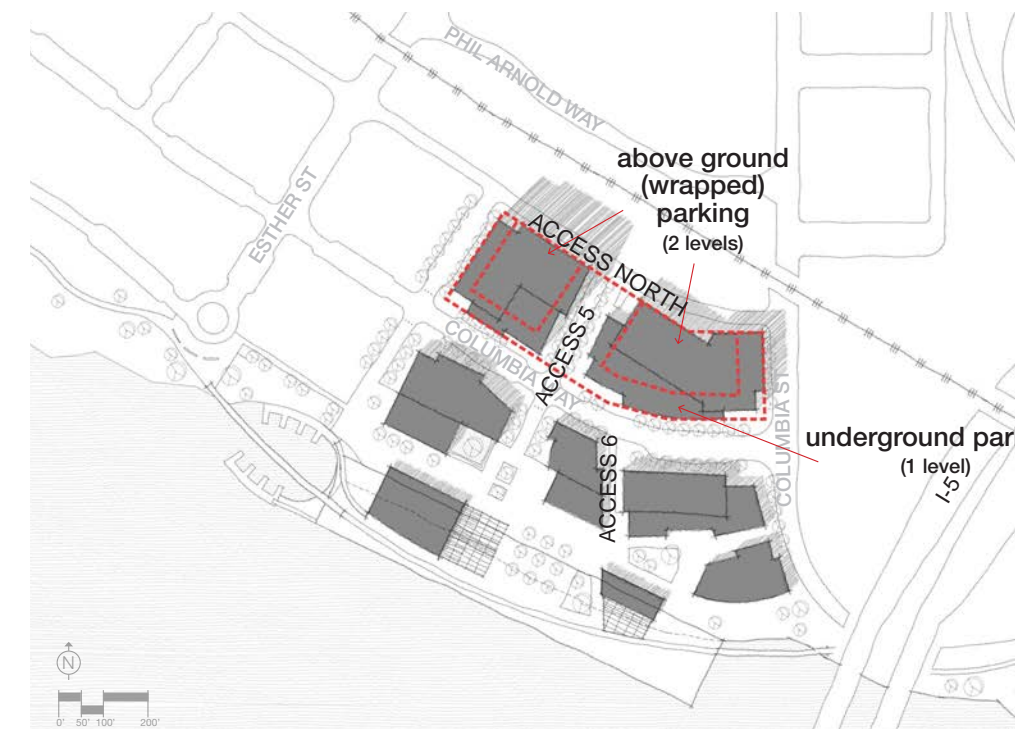 PHIL ARNOLD WAY
above ground
(wrapped)
parking
(2 levels)
ESTHER ST
ACCESS NORTH
ACCESS 5
COLUMBIA WAY
COLUMBIA ST
underground par
(1 level)
ACCESS 6
I-5
N
0' 50' 100' 200'